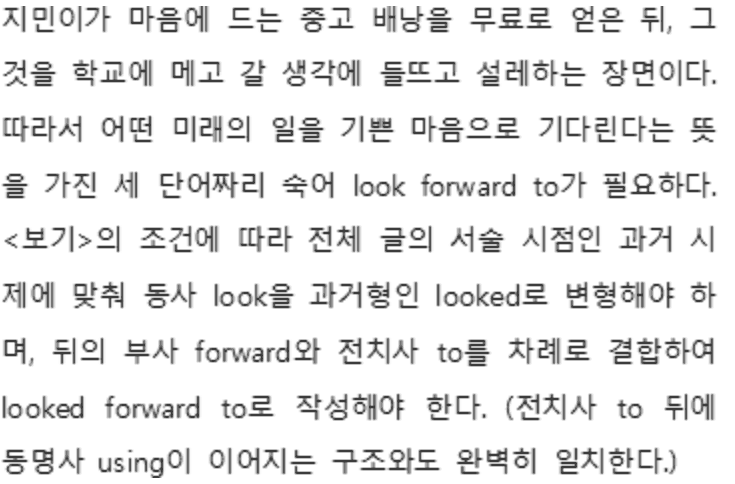 지민이가 마음에 드는 중고 배낭을 무료로 얻은 뒤, 그
것을 학교에 메고 갈 생각에 들뜨고 설레하는 장면이다.
따라서 어떤 미래의 일을 기쁜 마음으로 기다린다는 뜻
을 가진 세 단어짜리 숙어 look forward to가 필요하다.
<보기>의 조건에 따라 전체 글의 서술 시점인 과거 시
제에 맞춰 동사 look을 과거형인 looked로 변형해야 하
며, 뒤의 부사 forward와 전치사 to를 차례로 결합하여
looked forward to로 작성해야 한다. (전치사 to 뒤에
동명사 using이 이어지는 구조와도 완벽히 일치한다.)